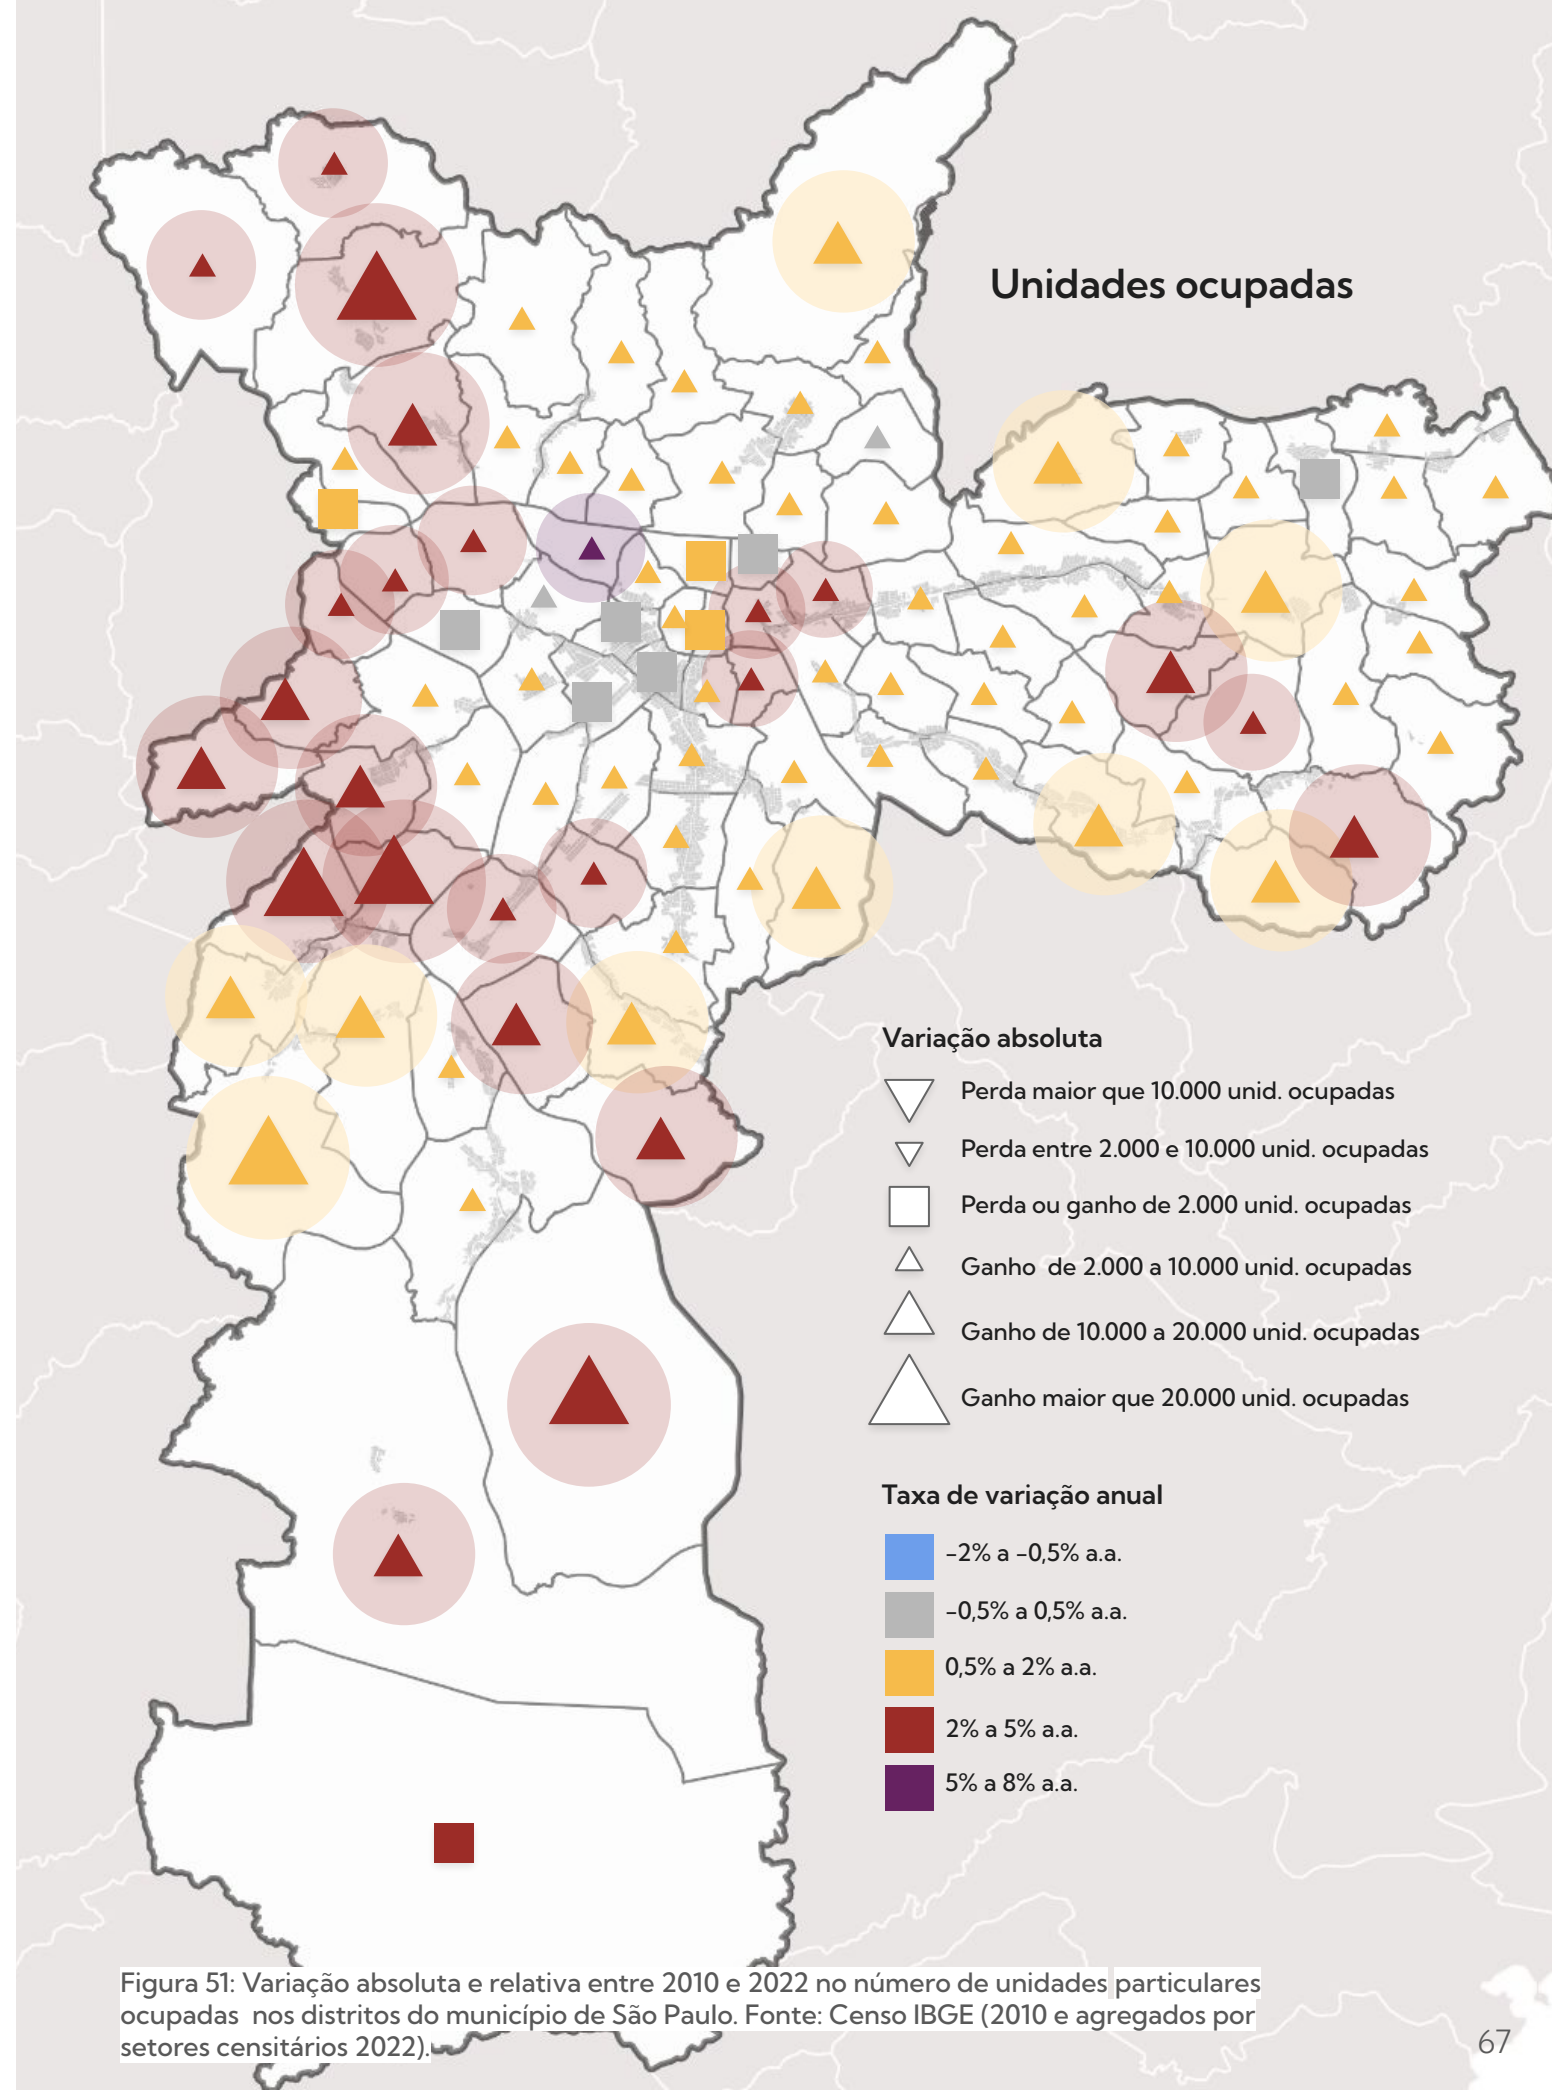 Unidades ocupadas
Variação absoluta
Perda maior que 10.000 unid. ocupadas
Perda entre 2.000 e 10.000 unid. ocupadas
Perda ou ganho de 2.000 unid. ocupadas
Ganho  de 2.000 a 10.000 unid. ocupadas
Ganho de 10.000 a 20.000 unid. ocupadas
Ganho maior que 20.000 unid. ocupadas
Taxa de variação anual
-2% a -0,5% a.a.
-0,5% a 0,5% a.a.
0,5% a 2% a.a.
2% a 5% a.a.
5% a 8% a.a.
Figura 51: Variação absoluta e relativa entre 2010 e 2022 no número de unidades particulares
ocupadas  nos distritos do município de São Paulo. Fonte: Censo IBGE (2010 e agregados por
setores censitários 2022).
67